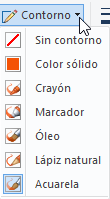 Contorno
Sin contorno
Color sólido
Crayón
Marcador
Óleo
Lápiz natural
Acuarela